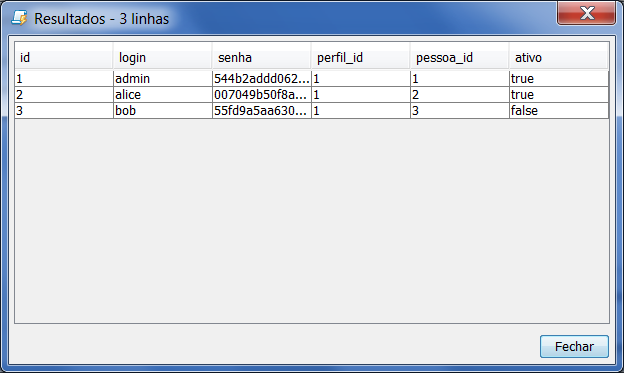 Resultados - 3 linhas
id login senha perfil_id pessoa_id ativo
1 admin 544b2addd062... 1 1 true
2 alice 007049b50f8a... 1 2 true
3 bob 55fd9a5aa630... 1 3 false
Fechar